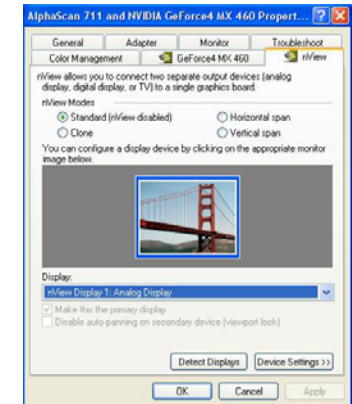 AlphaScan 711 and NVIDIA GeForce4 MX 460 Propert...
General Adapter Monitor Troubleshoot
Color Management GeForce4 MX 460 nView
nView allows you to connect two separate output devices (analog
display, digital display, or TV) to a single graphics board.
nView Modes
Standard (nView disabled) Horizontal span
Clone Vertical span
You can configure a display device by clicking on the appropriate monitor
image below.
Display:
nView Display 1: Analog Display
Make this the primary display
Disable auto panning on secondary device (viewport lock)
Detect Displays Device Settings >>
OK Cancel Apply